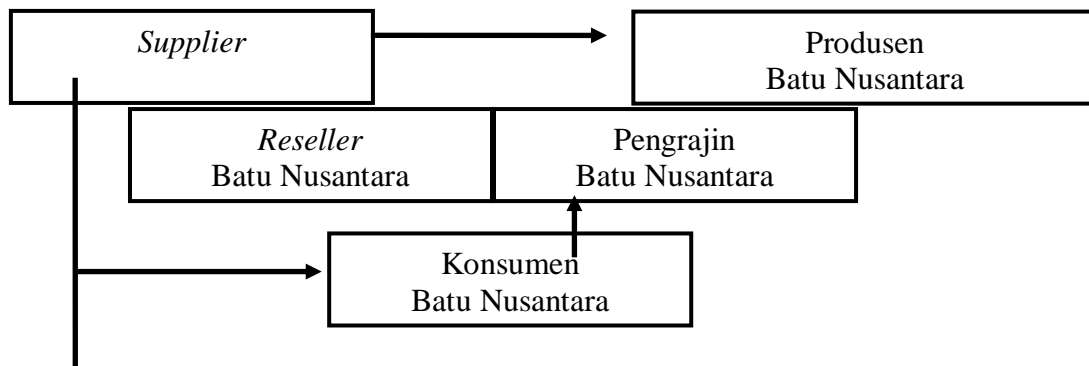 Supplier
Produsen
Batu Nusantara
Reseller
Batu Nusantara
Pengrajin
Batu Nusantara
Konsumen
Batu Nusantara